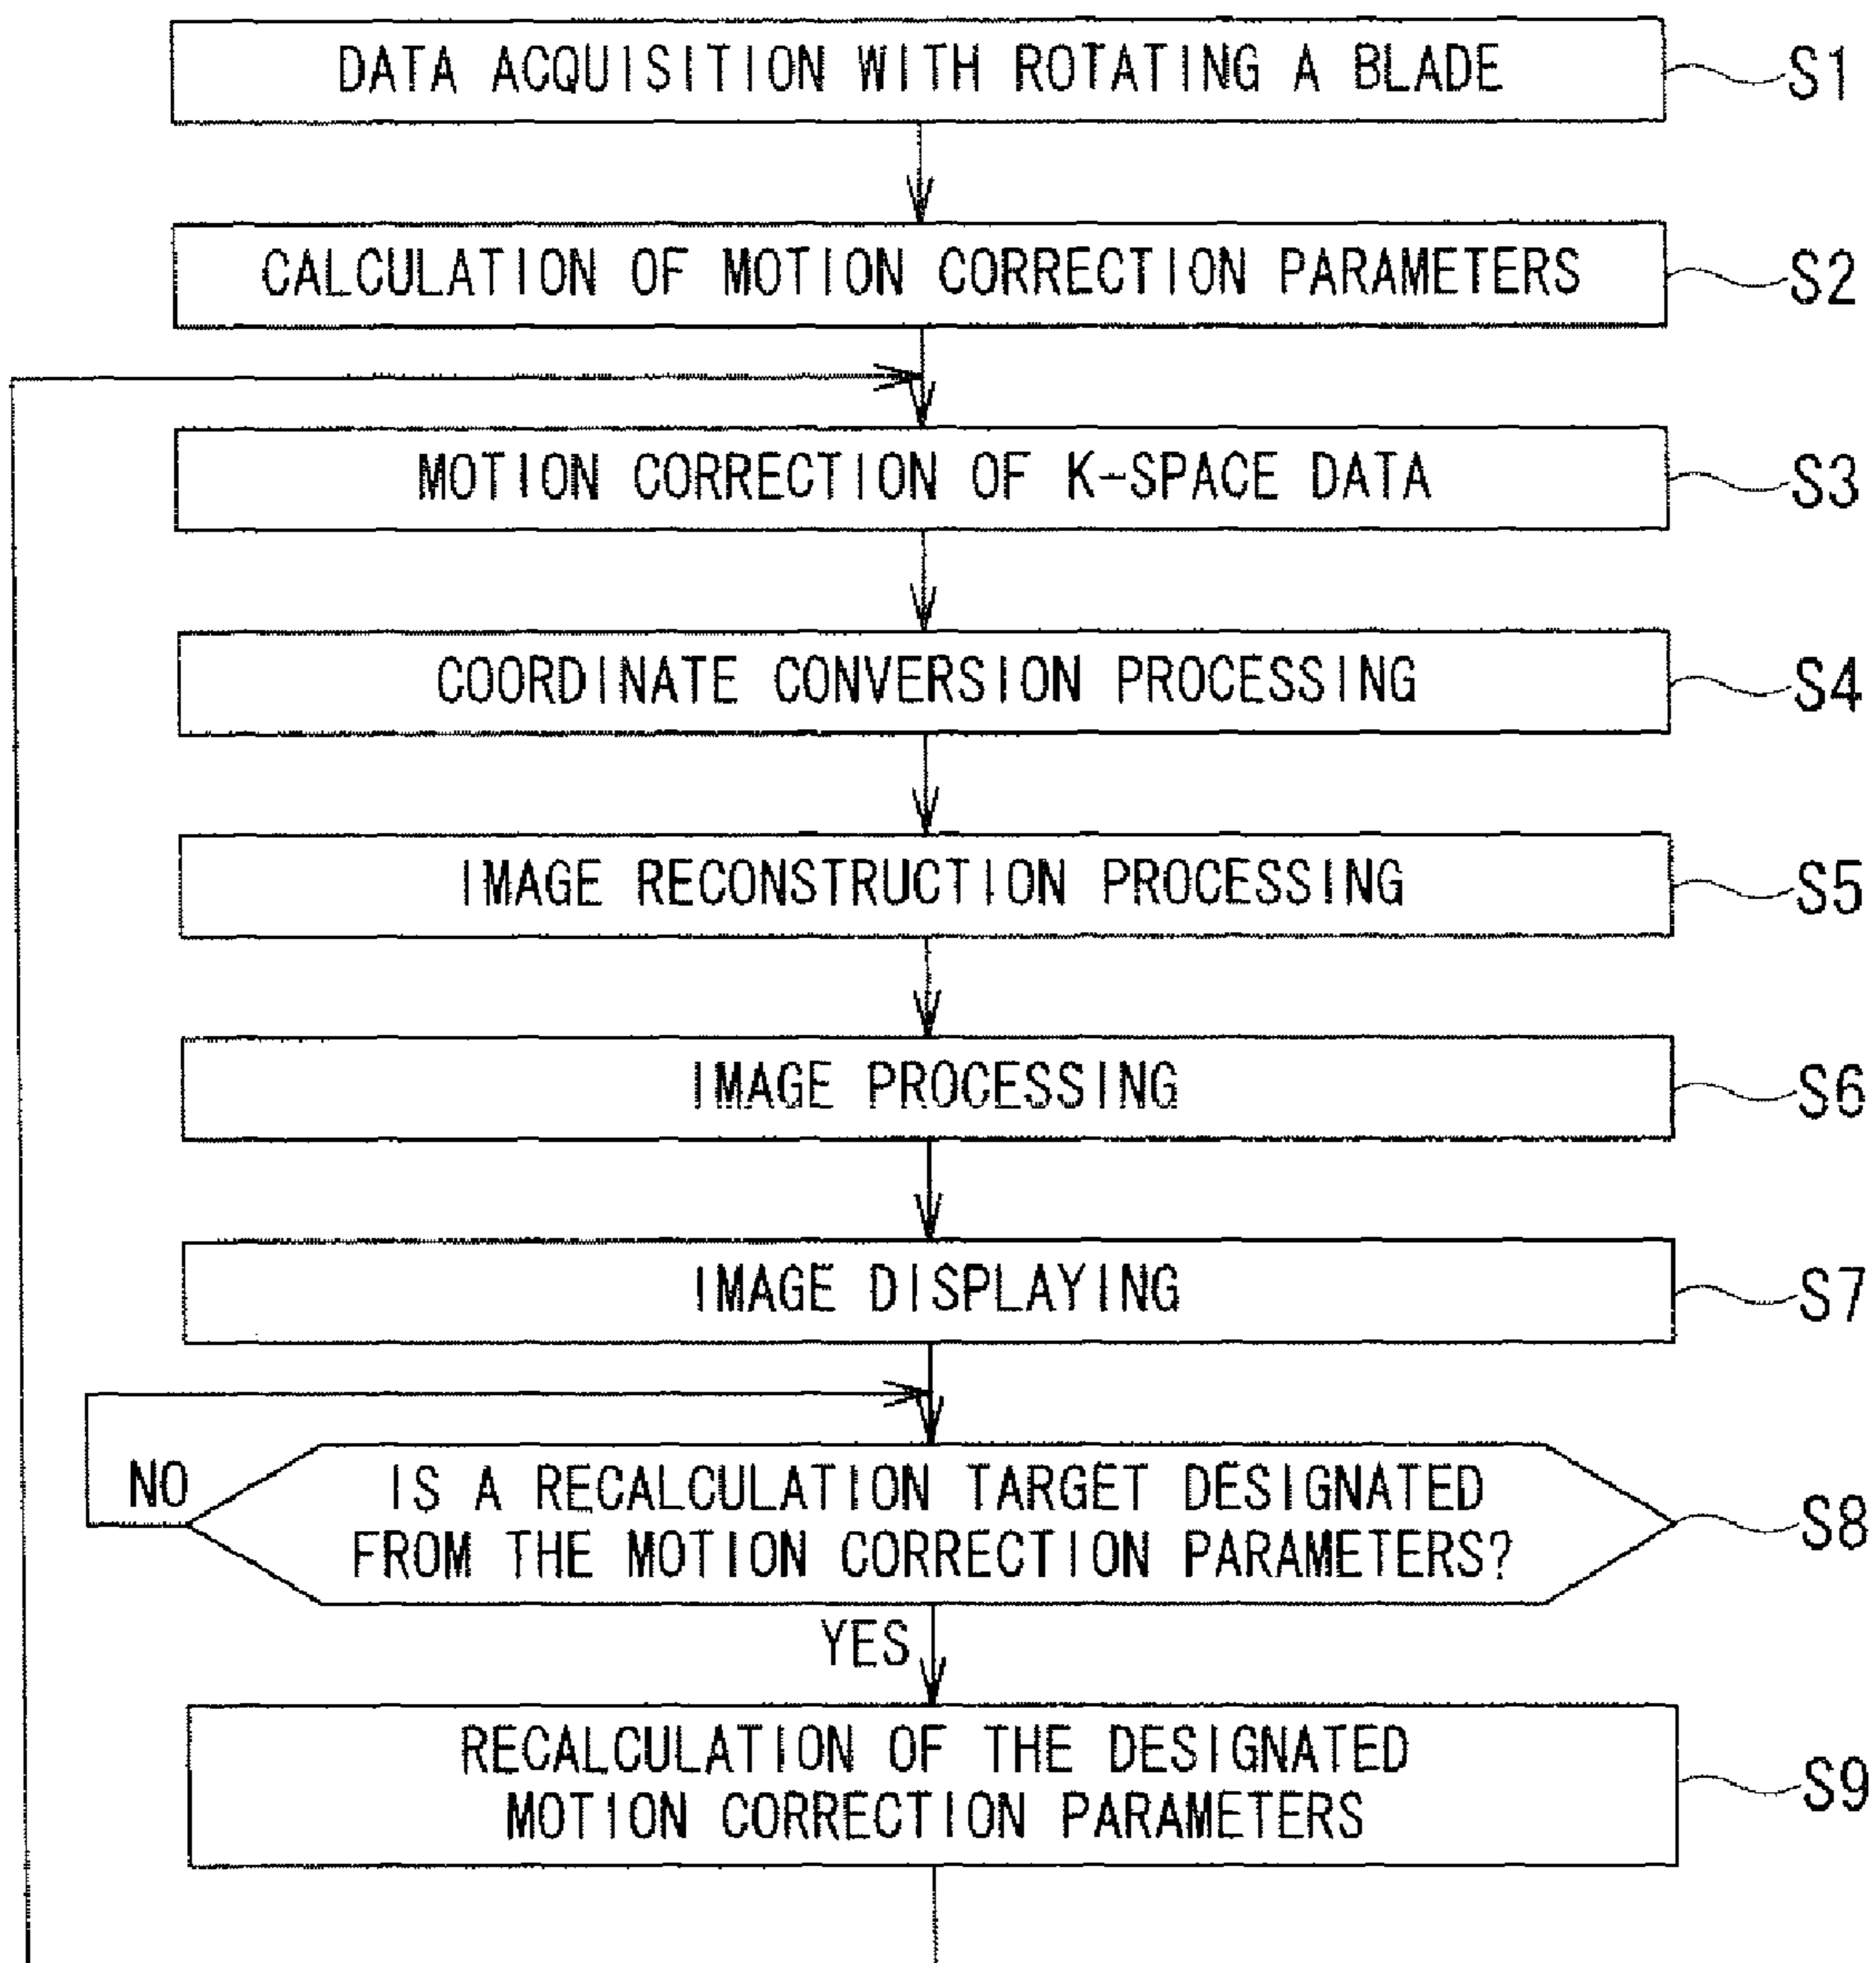 DATA ACQUISITION WITH ROTATING A BLADE
S1
CALCULATION OF MOTION CORRECTION PARAMETERS
S2
MOTION CORRECTION OF K-SPACE DATA
S3
COORDINATE CONVERSION PROCESSING
S4
IMAGE RECONSTRUCTION PROCESSING
S5
IMAGE PROCESSING
S6
IMAGE DISPLAYING
S7
NO
IS A RECALCULATION TARGET DESIGNATED
FROM THE MOTION CORRECTION PARAMETERS?
S8
YES
RECALCULATION OF THE DESIGNATED
MOTION CORRECTION PARAMETERS
S9